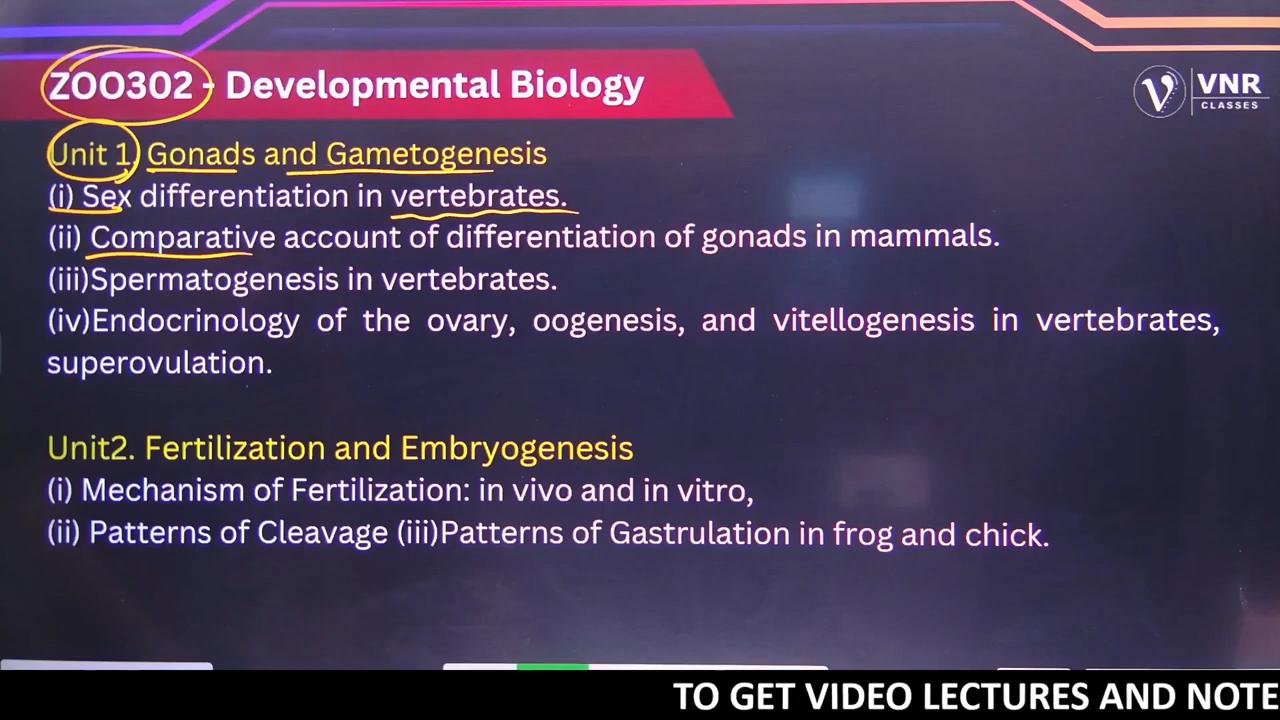 ZOO302 - Developmental Biology
VNR
CLASSES
Unit 1. Gonads and Gametogenesis
(i) Sex differentiation in vertebrates.
(ii) Comparative account of differentiation of gonads in mammals.
(iii)Spermatogenesis in vertebrates.
(iv)Endocrinology of the ovary, oogenesis, and vitellogenesis in vertebrates,
superovulation.
Unit2. Fertilization and Embryogenesis
(i) Mechanism of Fertilization: in vivo and in vitro,
(ii) Patterns of Cleavage (iii)Patterns of Gastrulation in frog and chick.
TO GET VIDEO LECTURES AND NOTE